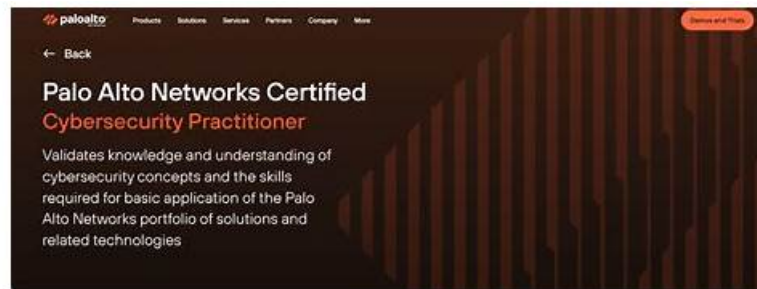 paloalto
Products Solutions Services Partners Company More
Demos and Trials
← Back
Palo Alto Networks Certified
Cybersecurity Practitioner
Validates knowledge and understanding of
cybersecurity concepts and the skills
required for basic application of the Palo
Alto Networks portfolio of solutions and
related technologies